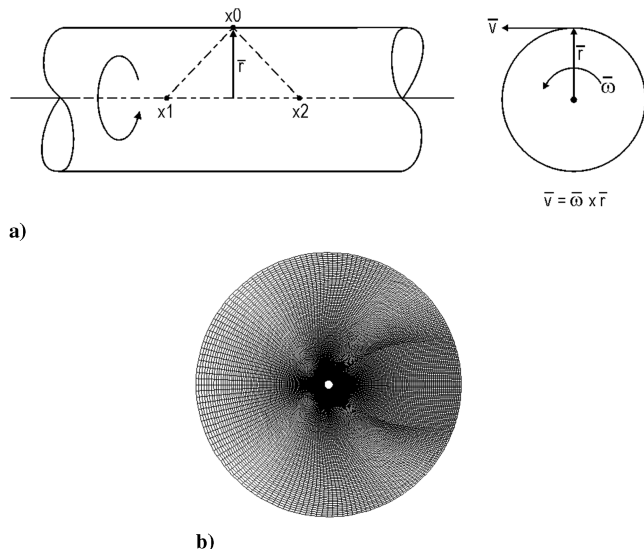 x0
r̅
x1
x2
v̅
r̅
ω̅
v̅ = ω̅ x r̅
a)
b)